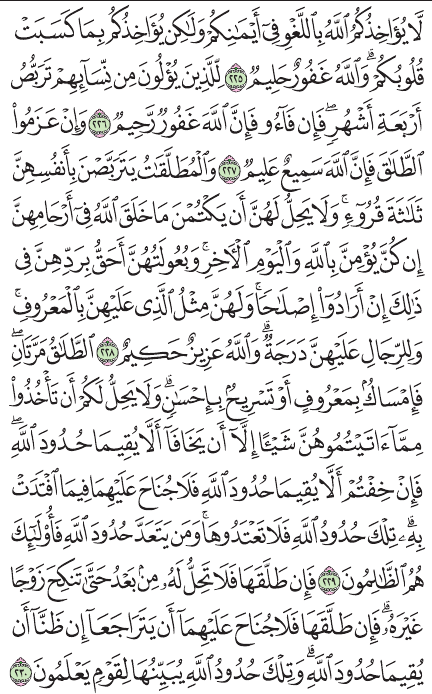 لَّا يُؤَاخِذُكُمُ ٱللَّهُ بِٱللَّغۡوِ فِيٓ أَيۡمَٰنِكُمۡ وَلَٰكِن يُؤَاخِذُكُم بِمَا كَسَبَتۡ
قُلُوبُكُمۡۗ وَٱللَّهُ غَفُورٌ حَلِيمٞ ٢٢٥ لِّلَّذِينَ يُؤۡلُونَ مِن نِّسَآئِهِمۡ تَرَبُّصُ
أَرۡبَعَةِ أَشۡهُرٖۖ فَإِن فَآءُو فَإِنَّ ٱللَّهَ غَفُورٞ رَّحِيمٞ ٢٢٦ وَإِنۡ عَزَمُواْ
ٱلطَّلَٰقَ فَإِنَّ ٱللَّهَ سَمِيعٌ عَلِيمٞ ٢٢٧ وَٱلۡمُطَلَّقَٰتُ يَتَرَبَّصۡنَ بِأَنفُسِهِنَّ
ثَلَٰثَةَ قُرُوٓءٖۚ وَلَا يَحِلُّ لَهُنَّ أَن يَكۡتُمۡنَ مَا خَلَقَ ٱللَّهُ فِيٓ أَرۡحَامِهِنَّ
إِن كُنَّ يُؤۡمِنَّ بِٱللَّهِ وَٱلۡيَوۡمِ ٱلۡأٓخِرِۚ وَبُعُولَتُهُنَّ أَحَقُّ بِرَدِّهِنَّ فِي
ذَٰلِكَ إِنۡ أَرَادُوٓاْ إِصۡلَٰحٗاۚ وَلَهُنَّ مِثۡلُ ٱلَّذِي عَلَيۡهِنَّ بِٱلۡمَعۡرُوفِۚ
وَلِلرِّجَالِ عَلَيۡهِنَّ دَرَجَةٞۗ وَٱللَّهُ عَزِيزٌ حَكِيمٌ ٢٢٨ ٱلطَّلَٰقُ مَرَّتَانِۖ
فَإِمۡسَاكُۢ بِمَعۡرُوفٍ أَوۡ تَسۡرِيحُۢ بِإِحۡسَٰنٖۗ وَلَا يَحِلُّ لَكُمۡ أَن تَأۡخُذُواْ
مِمَّآ ءَاتَيۡتُمُوهُنَّ شَيۡـًٔا إِلَّآ أَن يَخَافَآ أَلَّا يُقِيمَا حُدُودَ ٱللَّهِۖ
فَإِنۡ خِفۡتُمۡ أَلَّا يُقِيمَا حُدُودَ ٱللَّهِ فَلَا جُنَاحَ عَلَيۡهِمَا فِيمَا ٱفۡتَدَتۡ
بِهِۦۗ تِلۡكَ حُدُودُ ٱللَّهِ فَلَا تَعۡتَدُوهَاۚ وَمَن يَتَعَدَّ حُدُودَ ٱللَّهِ فَأُوْلَٰٓئِكَ
هُمُ ٱلظَّٰلِمُونَ ٢٢٩ فَإِن طَلَّقَهَا فَلَا تَحِلُّ لَهُۥ مِنۢ بَعۡدُ حَتَّىٰ تَنكِحَ زَوۡجًا
غَيۡرَهُۥۗ فَإِن طَلَّقَهَا فَلَا جُنَاحَ عَلَيۡهِمَآ أَن يَتَرَاجَعَآ إِن ظَنَّآ أَن
يُقِيمَا حُدُودَ ٱللَّهِۗ وَتِلۡكَ حُدُودُ ٱللَّهِ يُبَيِّنُهَا لِقَوۡمٖ يَعۡلَمُونَ ٢٣٠